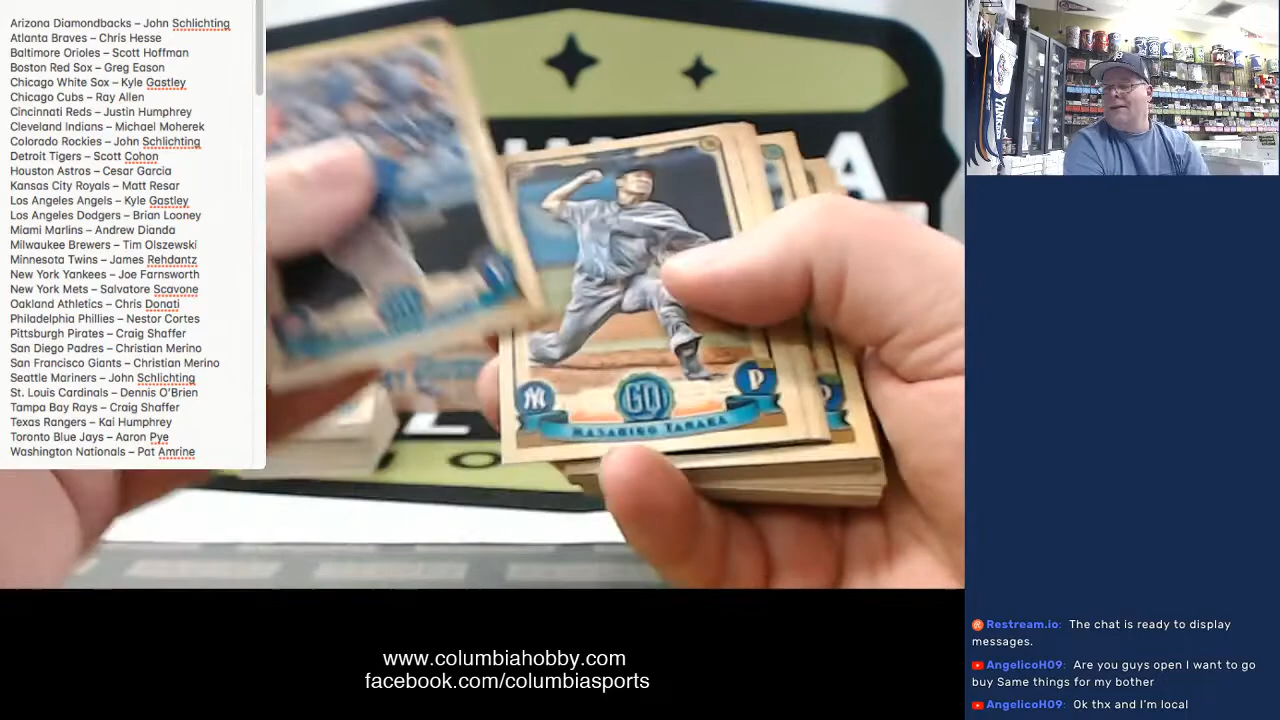 Arizona Diamondbacks – John Schlichting
Atlanta Braves – Chris Hesse
Baltimore Orioles – Scott Hoffman
Boston Red Sox – Greg Eason
Chicago White Sox – Kyle Gastley
Chicago Cubs – Ray Allen
Cincinnati Reds – Justin Humphrey
Cleveland Indians – Michael Moherek
Colorado Rockies – John Schlichting
Detroit Tigers – Scott Cohon
Houston Astros – Cesar Garcia
Kansas City Royals – Matt Resar
Los Angeles Angels – Kyle Gastley
Los Angeles Dodgers – Brian Looney
Miami Marlins – Andrew Dianda
Milwaukee Brewers – Tim Olszewski
Minnesota Twins – James Rehdantz
New York Yankees – Joe Farnsworth
New York Mets – Salvatore Scavone
Oakland Athletics – Chris Donati
Philadelphia Phillies – Nestor Cortes
Pittsburgh Pirates – Craig Shaffer
San Diego Padres – Christian Merino
San Francisco Giants – Christian Merino
Seattle Mariners – John Schlichting
St. Louis Cardinals – Dennis O'Brien
Tampa Bay Rays – Craig Shaffer
Texas Rangers – Kai Humphrey
Toronto Blue Jays – Aaron Pye
Washington Nationals – Pat Amrine
NY
GQ
P
MASAHIRO TANAKA
www.columbiahobby.com
facebook.com/columbiasports
Restream.io: The chat is ready to display
messages.
AngelicoH09: Are you guys open I want to go
buy Same things for my bother
AngelicoH09: Ok thx and I'm local